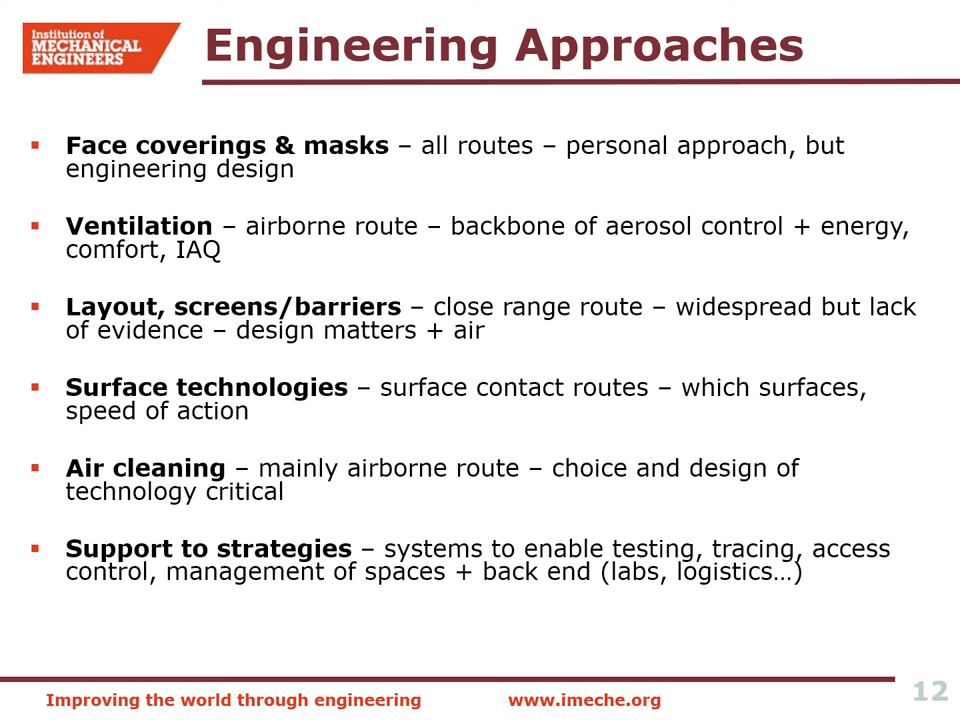 Institution of
MECHANICAL
ENGINEERS
Engineering Approaches
▪ Face coverings & masks – all routes – personal approach, but
engineering design
▪ Ventilation – airborne route – backbone of aerosol control + energy,
comfort, IAQ
▪ Layout, screens/barriers – close range route – widespread but lack
of evidence – design matters + air
▪ Surface technologies – surface contact routes – which surfaces,
speed of action
▪ Air cleaning – mainly airborne route – choice and design of
technology critical
▪ Support to strategies – systems to enable testing, tracing, access
control, management of spaces + back end (labs, logistics…)
Improving the world through engineering www.imeche.org
12